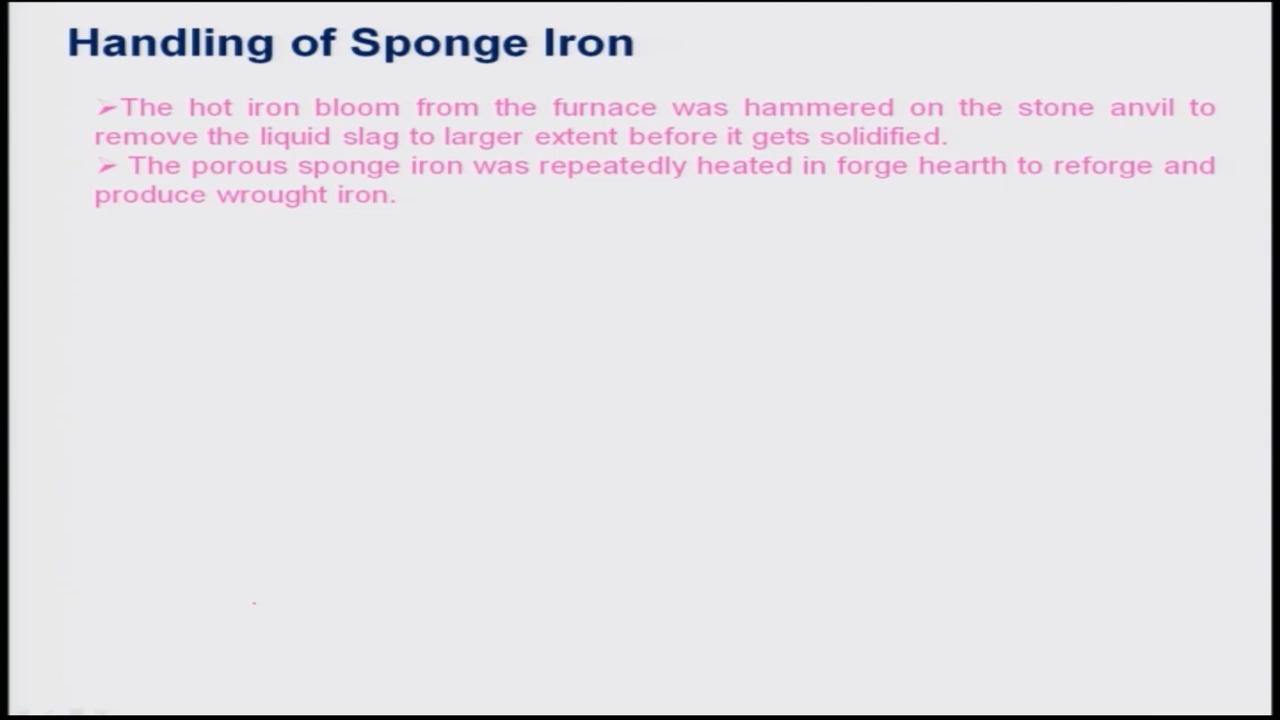 Handling of Sponge Iron
➢The hot iron bloom from the furnace was hammered on the stone anvil to
remove the liquid slag to larger extent before it gets solidified.
➢ The porous sponge iron was repeatedly heated in forge hearth to reforge and
produce wrought iron.